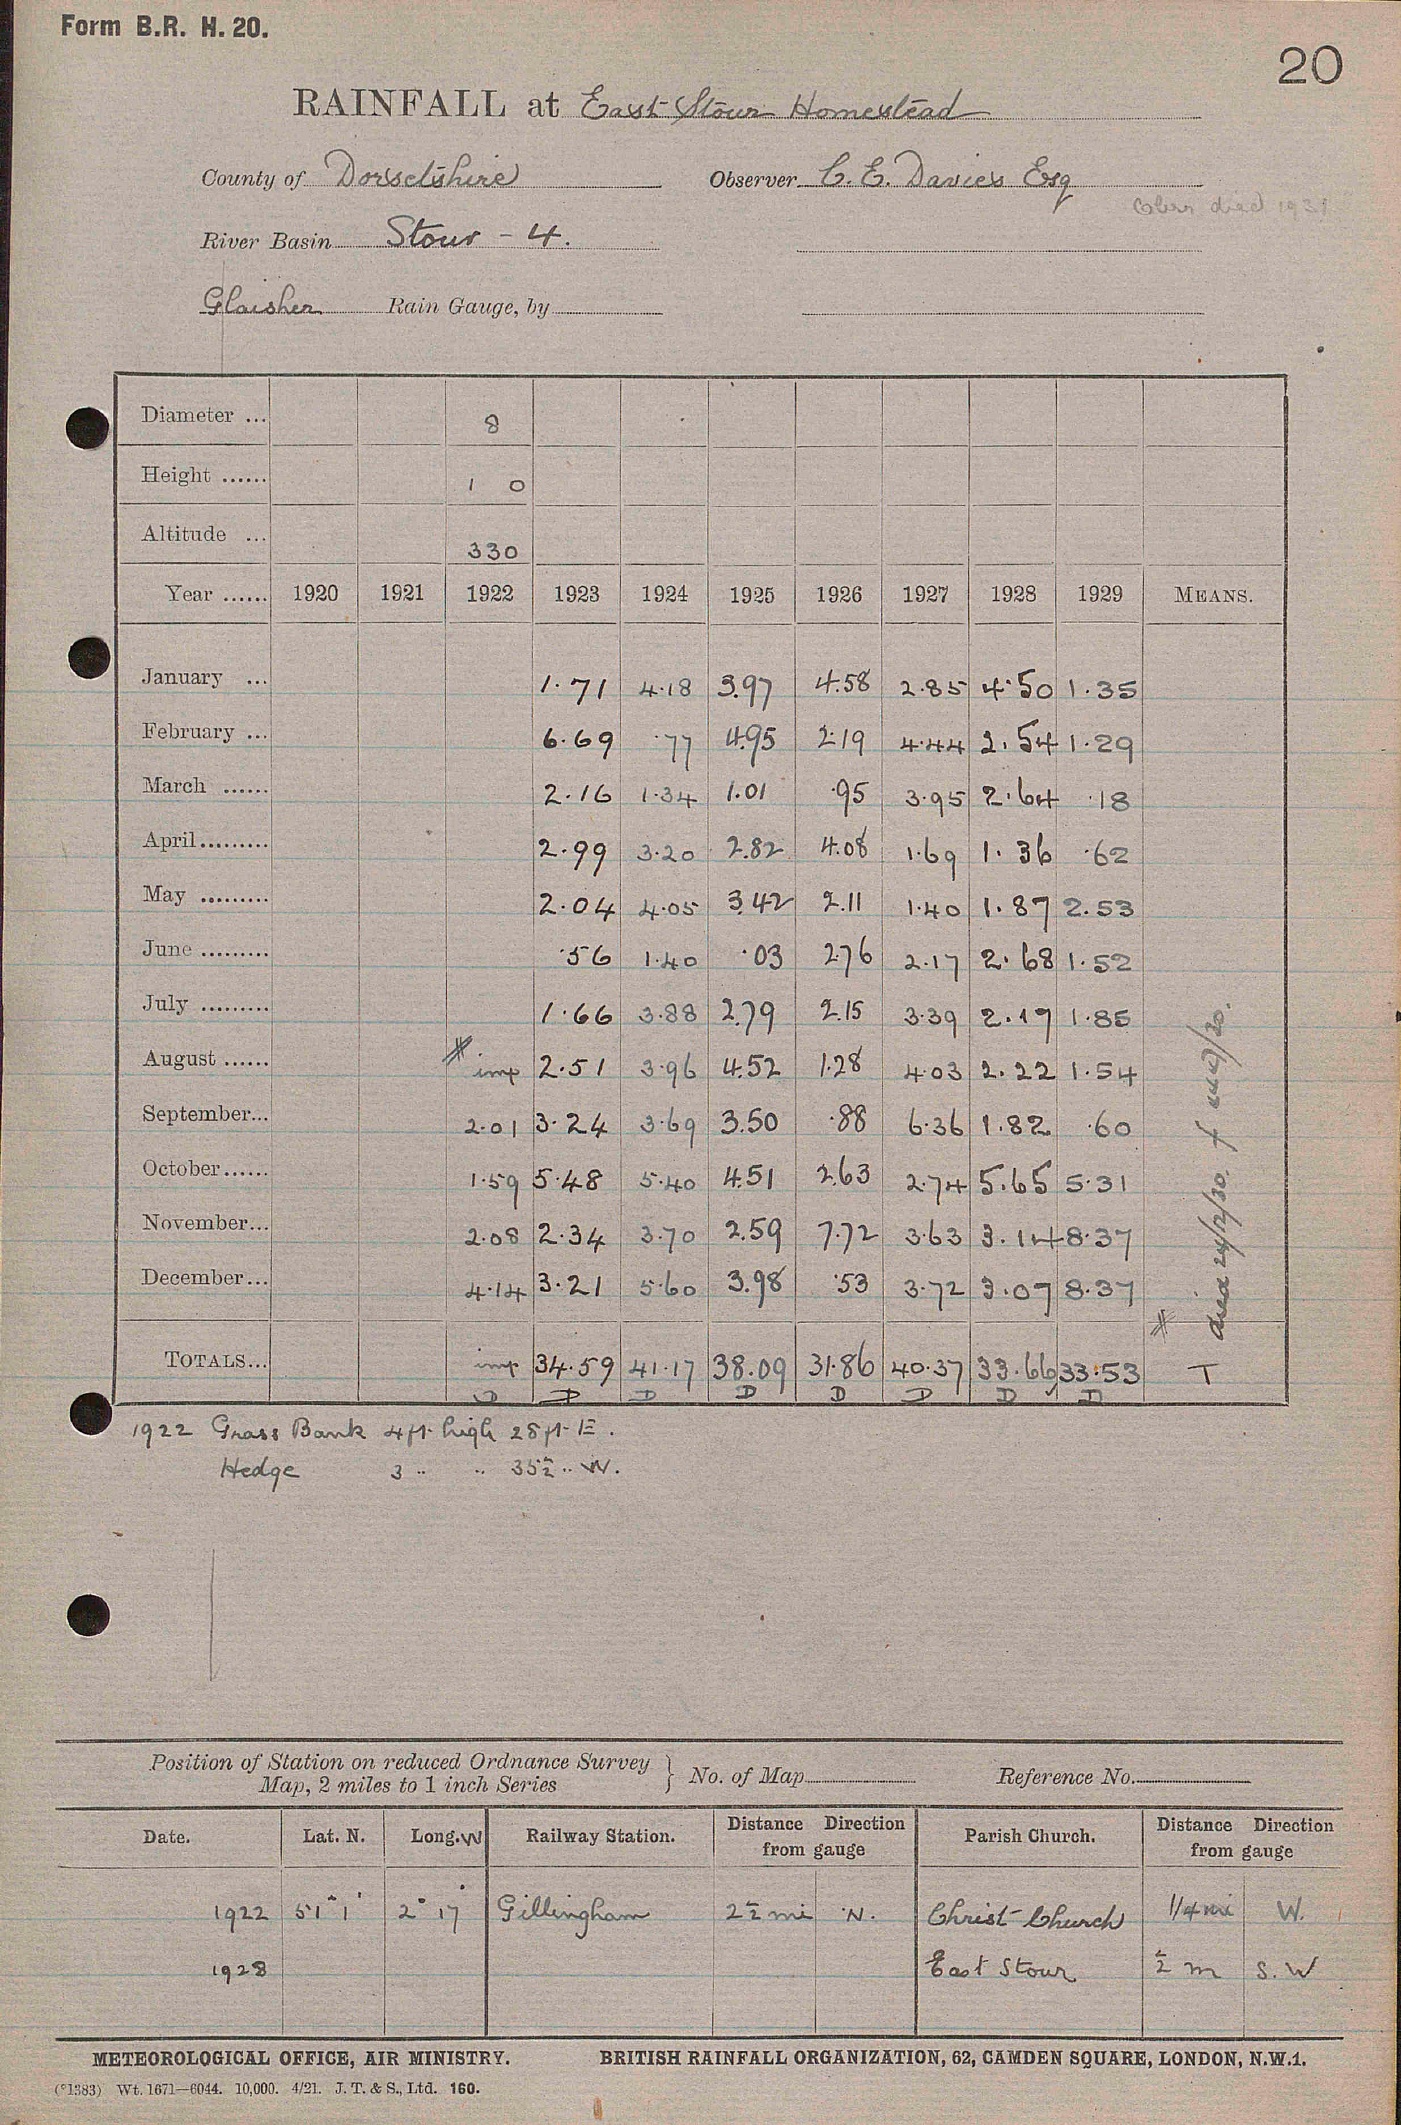 Form B.R. H. 20.
20
RAINFALL at East Stour Homestead
County of Dorsetshire Observer C. E. Davies Esq
Obsr died 1931
River Basin Stour - 4.
Glaisher Rain Gauge, by
Diameter ... 8
Height ...... 1 0
Altitude ... 330
Year ...... 1920 1921 1922 1923 1924 1925 1926 1927 1928 1929 MEANS.
January ... 1.71 4.18 3.97 4.58 2.85 4.50 1.35
February ... 6.69 .77 4.95 2.19 4.44 2.54 1.29
March ...... 2.16 1.34 1.01 .95 3.95 2.64 .18
April ......... 2.99 3.20 2.82 4.08 1.69 1.36 .62
May ......... 2.04 4.05 3.42 2.11 1.40 1.87 2.53
June ......... .56 1.40 .03 2.76 2.17 2.68 1.52
July ......... 1.66 3.88 2.79 2.15 3.39 2.17 1.85
August ...... # imp 2.51 3.96 4.52 1.28 4.03 2.22 1.54
September... 2.01 3.24 3.69 3.50 .88 6.36 1.82 .60
October...... 1.59 5.48 5.40 4.51 2.63 2.74 5.65 5.31
November... 2.08 2.34 3.70 2.59 7.72 3.63 3.14 8.37
December... 4.14 3.21 5.60 3.98 .53 3.72 3.07 8.37
# died 24/12/30.
TOTALS... imp 34.59 41.17 38.09 31.86 40.37 33.66 33.53 T
D D D D D D D D
1922 Grass Bank 4 ft. high 28 ft. E.
Hedge 3 " " 35½ " W.
Position of Station on reduced Ordnance Survey
Map, 2 miles to 1 inch Series } No. of Map Reference No.
Date. Lat. N. Long. W Railway Station. Distance Direction from gauge Parish Church. Distance Direction from gauge
1922 51° 1' 2° 17' Gillingham 2½ mi N. Christ Church 1/4 mi W.
1928 East Stour ½ m S. W
METEOROLOGICAL OFFICE, AIR MINISTRY. BRITISH RAINFALL ORGANIZATION, 62, CAMDEN SQUARE, LONDON, N.W.1.
(*1383) Wt. 1671—6044. 10,000. 4/21. J. T. & S., Ltd. 160.